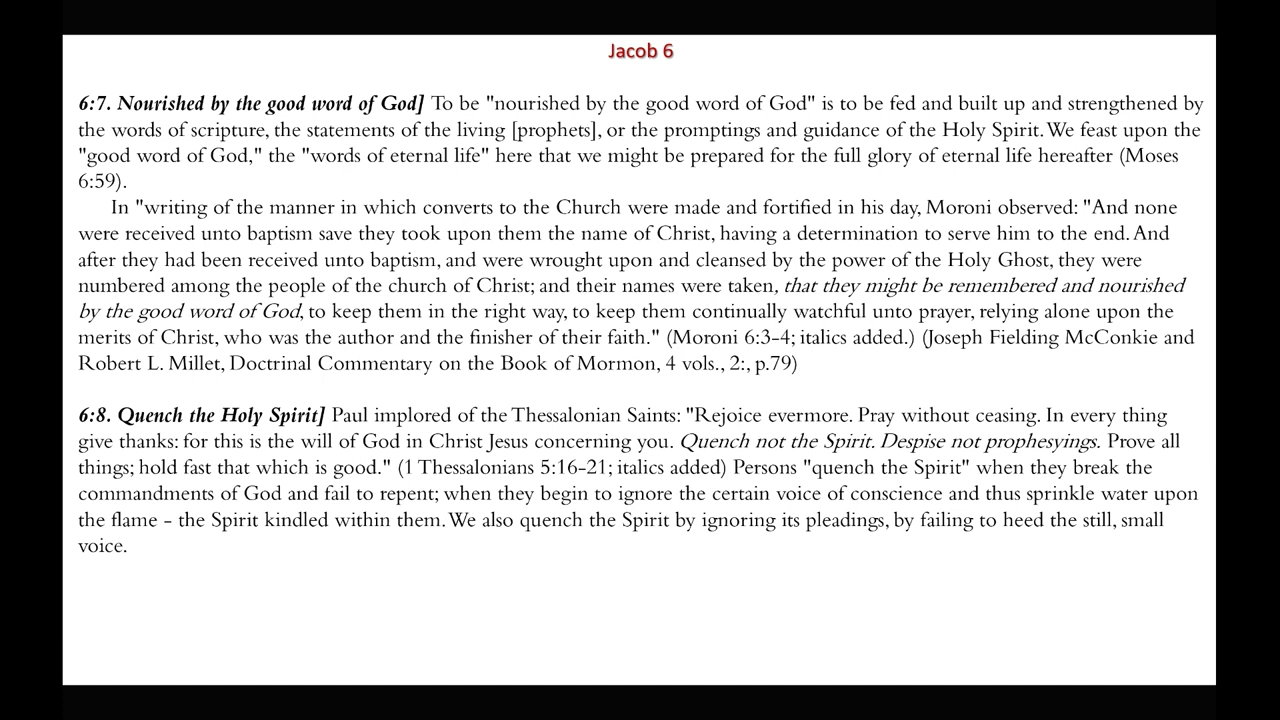 Jacob 6
6:7. Nourished by the good word of God] To be "nourished by the good word of God" is to be fed and built up and strengthened by
the words of scripture, the statements of the living [prophets], or the promptings and guidance of the Holy Spirit. We feast upon the
"good word of God," the "words of eternal life" here that we might be prepared for the full glory of eternal life hereafter (Moses
6:59).
In "writing of the manner in which converts to the Church were made and fortified in his day, Moroni observed: "And none
were received unto baptism save they took upon them the name of Christ, having a determination to serve him to the end. And
after they had been received unto baptism, and were wrought upon and cleansed by the power of the Holy Ghost, they were
numbered among the people of the church of Christ; and their names were taken, that they might be remembered and nourished
by the good word of God, to keep them in the right way, to keep them continually watchful unto prayer, relying alone upon the
merits of Christ, who was the author and the finisher of their faith." (Moroni 6:3-4; italics added.) (Joseph Fielding McConkie and
Robert L. Millet, Doctrinal Commentary on the Book of Mormon, 4 vols., 2:, p.79)
6:8. Quench the Holy Spirit] Paul implored of the Thessalonian Saints: "Rejoice evermore. Pray without ceasing. In every thing
give thanks: for this is the will of God in Christ Jesus concerning you. Quench not the Spirit. Despise not prophesyings. Prove all
things; hold fast that which is good." (1 Thessalonians 5:16-21; italics added) Persons "quench the Spirit" when they break the
commandments of God and fail to repent; when they begin to ignore the certain voice of conscience and thus sprinkle water upon
the flame - the Spirit kindled within them. We also quench the Spirit by ignoring its pleadings, by failing to heed the still, small
voice.